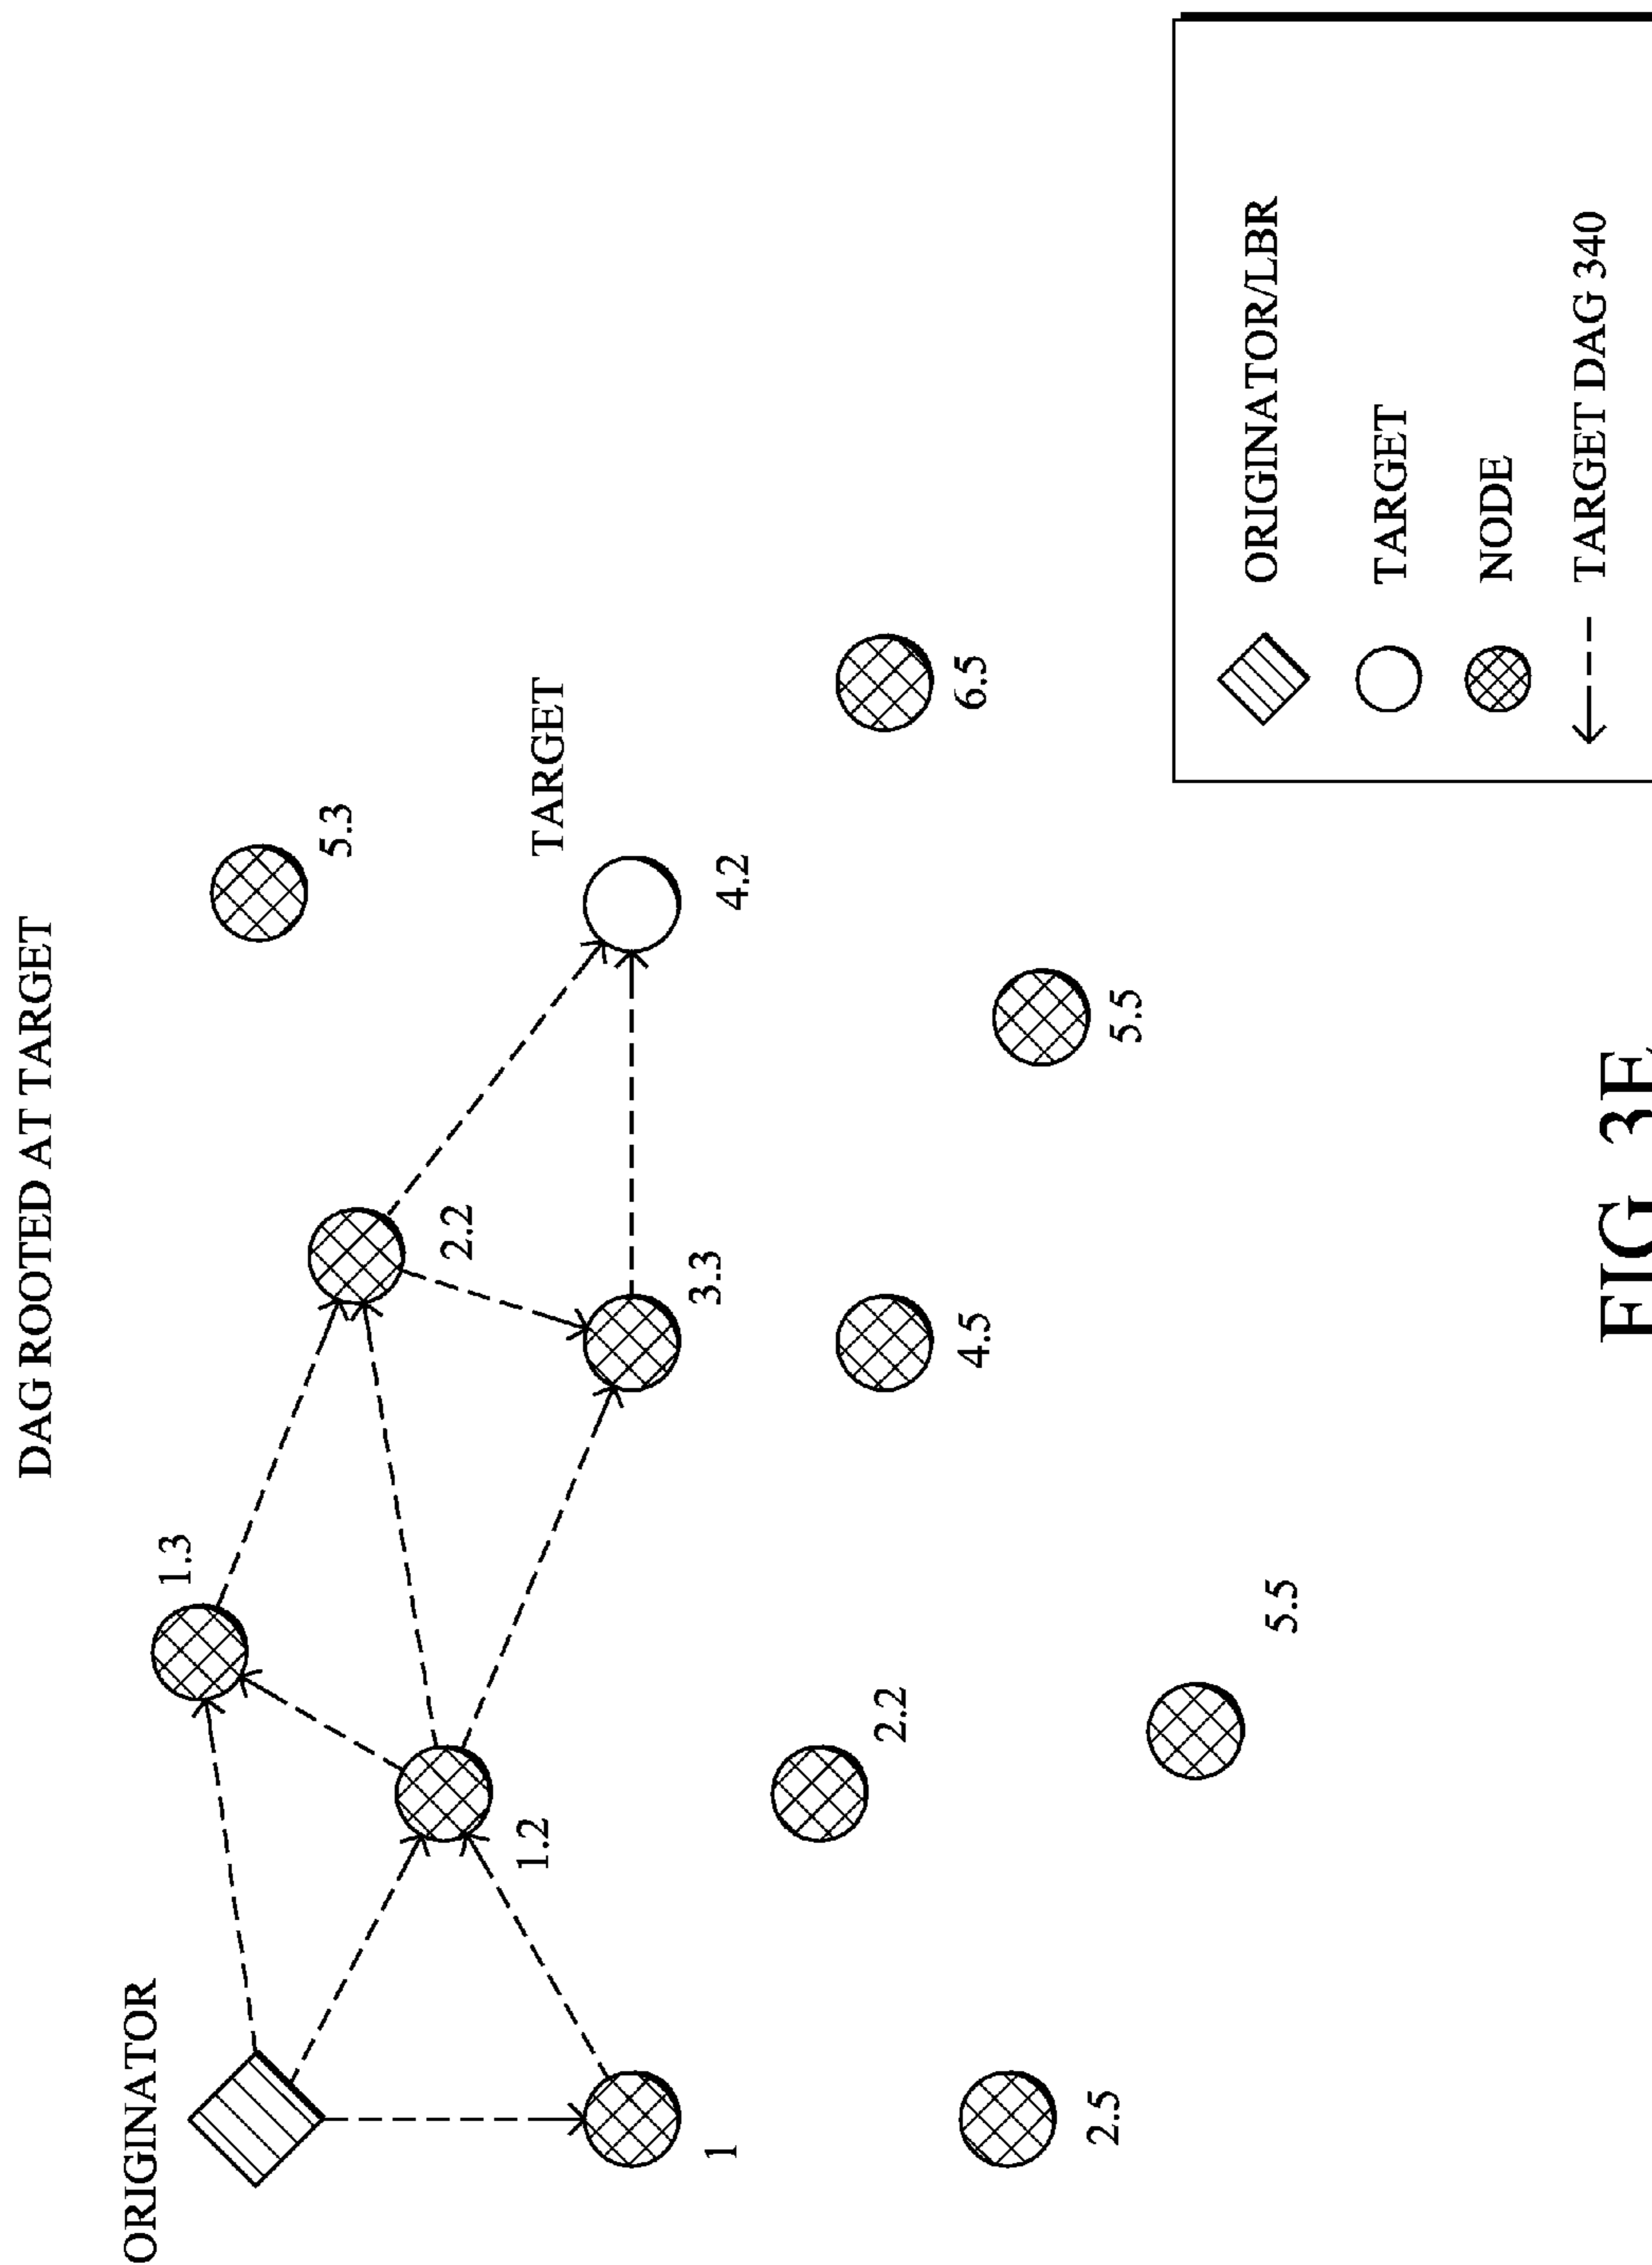 DAG ROOTED AT TARGET
ORIGINATOR
1.3
5.3
2.2
1.2
TARGET
3.3
1
4.2
2.2
6.5
4.5
2.5
5.5
5.5
ORIGINATOR/LBR
TARGET
NODE
TARGET DAG 340
FIG 3E